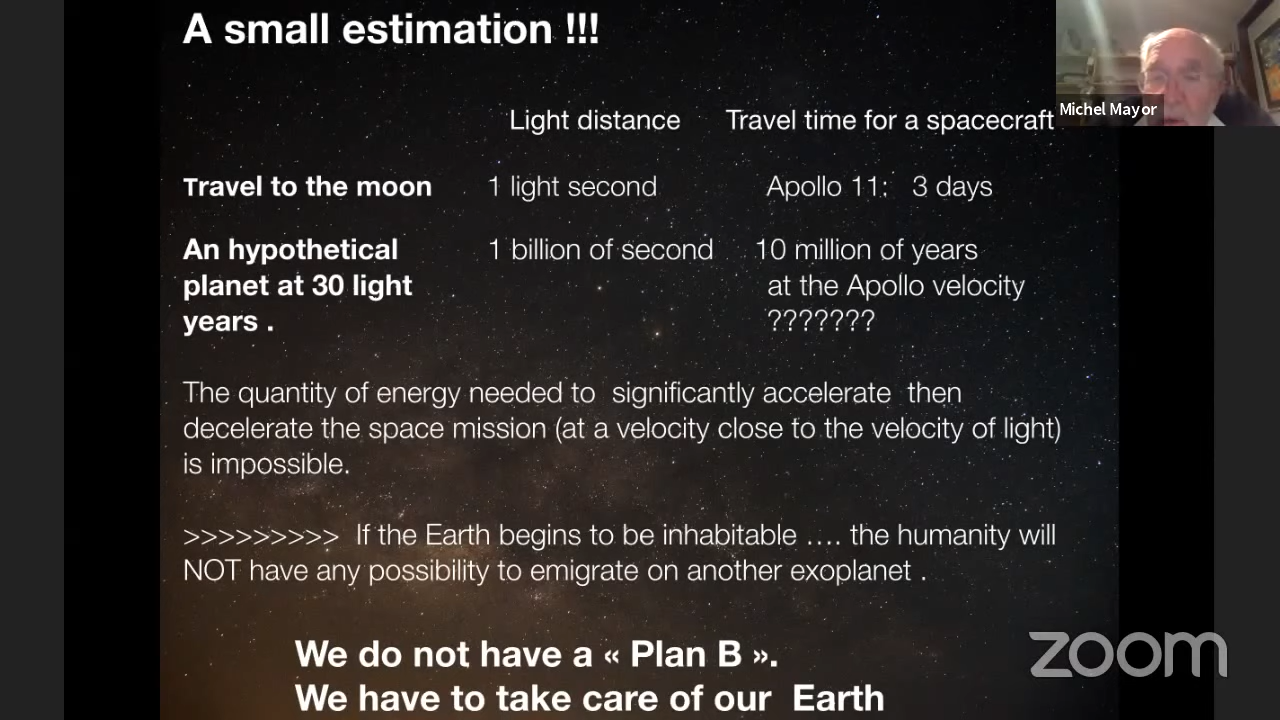 A small estimation !!!
Michel Mayor
Light distance Travel time for a spacecraft
Travel to the moon 1 light second Apollo 11: 3 days
An hypothetical 1 billion of second 10 million of years
planet at 30 light at the Apollo velocity
years . ???????
The quantity of energy needed to significantly accelerate then
decelerate the space mission (at a velocity close to the velocity of light)
is impossible.
>>>>>>>>> If the Earth begins to be inhabitable .... the humanity will
NOT have any possibility to emigrate on another exoplanet .
We do not have a « Plan B ».
We have to take care of our Earth
zoom